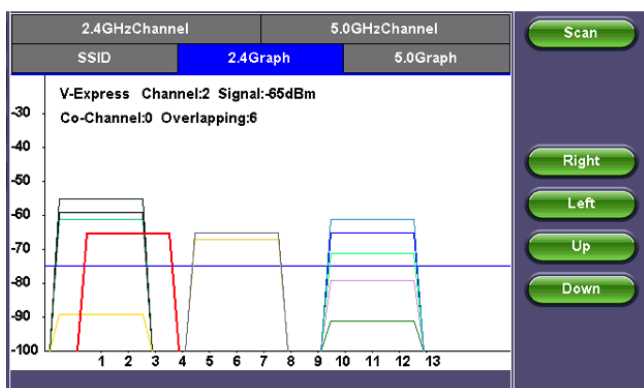 2.4GHzChannel 5.0GHzChannel
SSID 2.4Graph 5.0Graph
V-Express Channel:2 Signal:-65dBm
Co-Channel:0 Overlapping:6
-30
-40
-50
-60
-70
-80
-90
-100
1 2 3 4 5 6 7 8 9 10 11 12 13
Scan
Right
Left
Up
Down